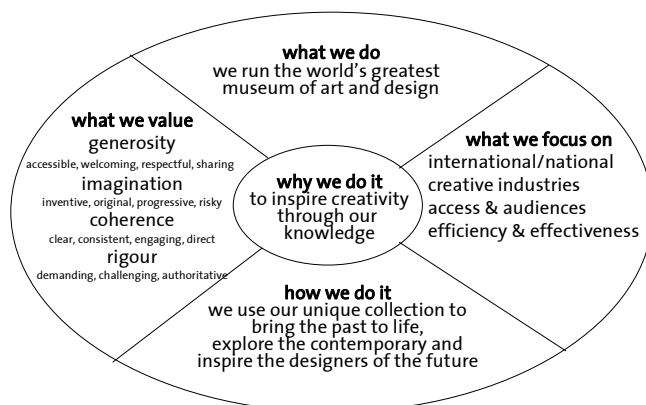 what we do
we run the world's greatest
museum of art and design
what we value
generosity
accessible, welcoming, respectful, sharing
imagination
inventive, original, progressive, risky
coherence
clear, consistent, engaging, direct
rigour
demanding, challenging, authoritative
why we do it
to inspire creativity
through our
knowledge
what we focus on
international/national
creative industries
access & audiences
efficiency & effectiveness
how we do it
we use our unique collection to
bring the past to life,
explore the contemporary and
inspire the designers of the future